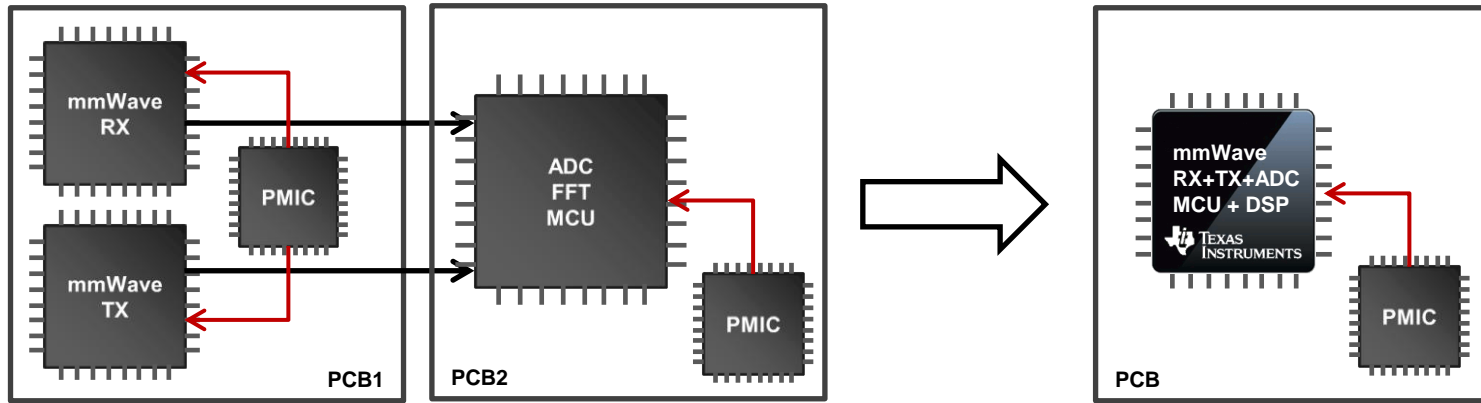 mmWave
RX
PMIC
mmWave
TX
PCB1
ADC
FFT
MCU
PMIC
PCB2
mmWave
RX+TX+ADC
MCU + DSP
TEXAS
INSTRUMENTS
PMIC
PCB